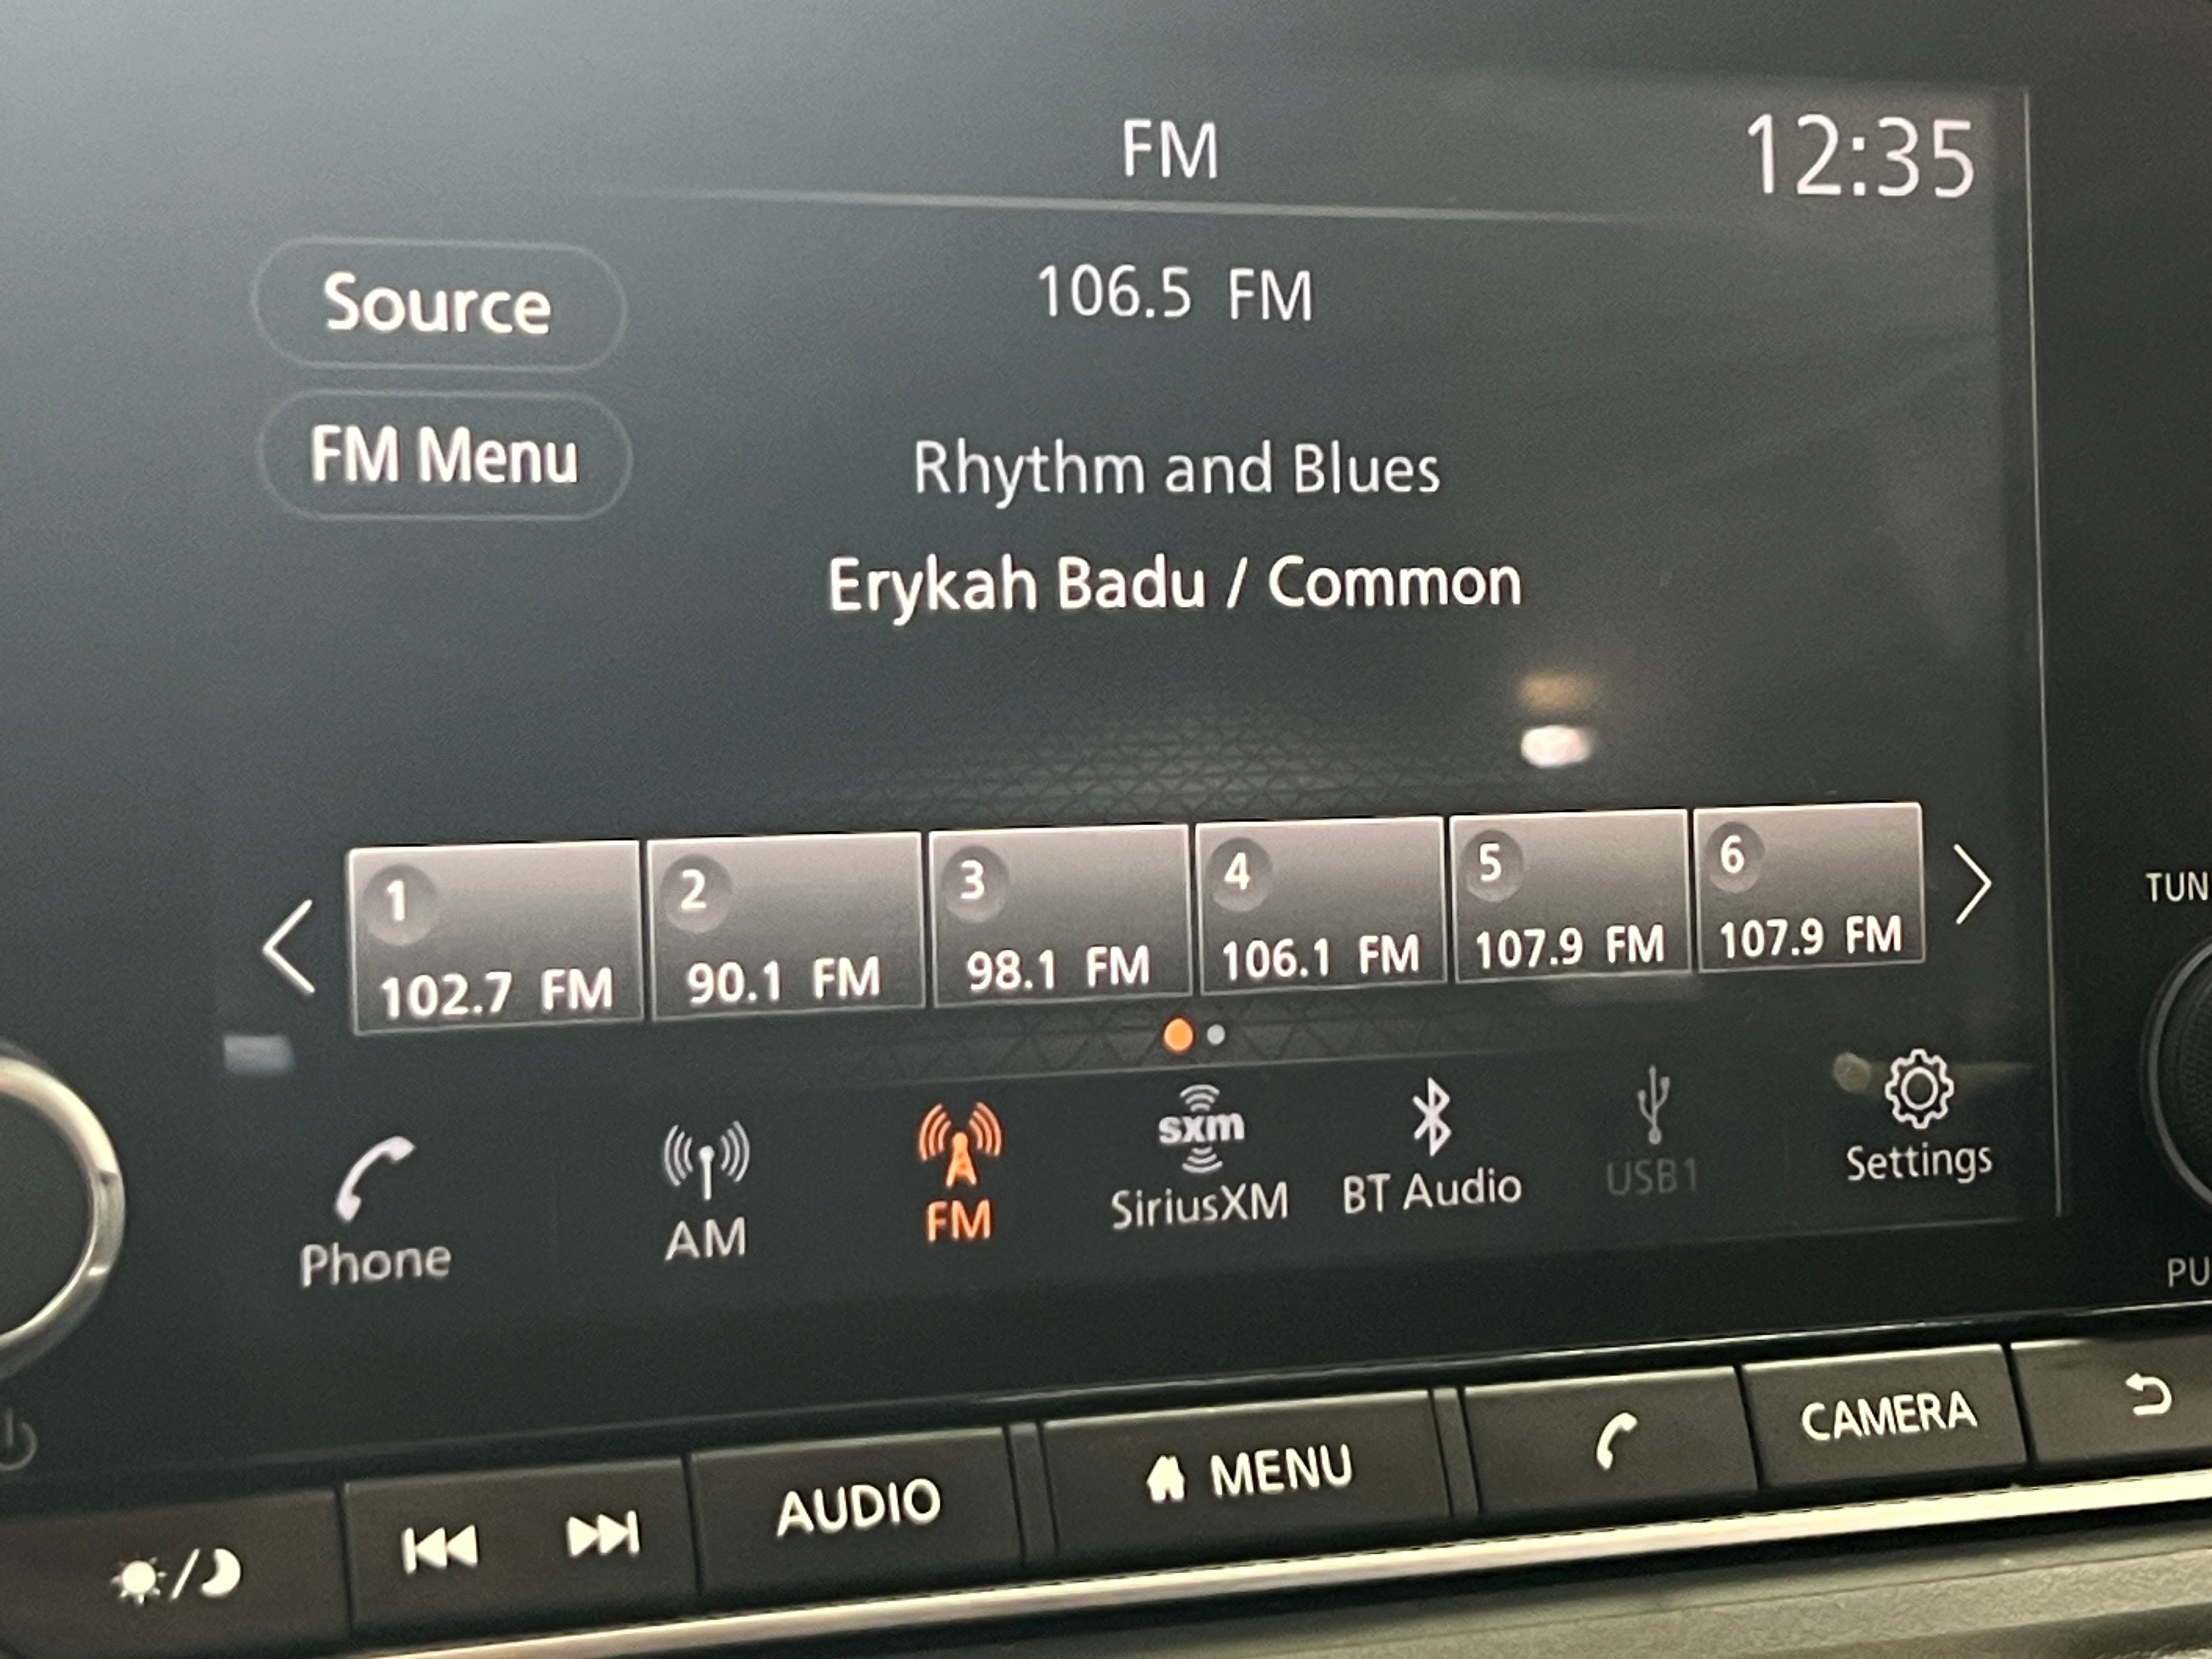 FM
12:35
Source
106.5 FM
FM Menu
Rhythm and Blues
Erykah Badu / Common
1
2
3
4
5
6
102.7 FM
90.1 FM
98.1 FM
106.1 FM
107.9 FM
107.9 FM
TUN
Phone
AM
FM
sxm
SiriusXM
BT Audio
USB1
Settings
PU
AUDIO
MENU
CAMERA